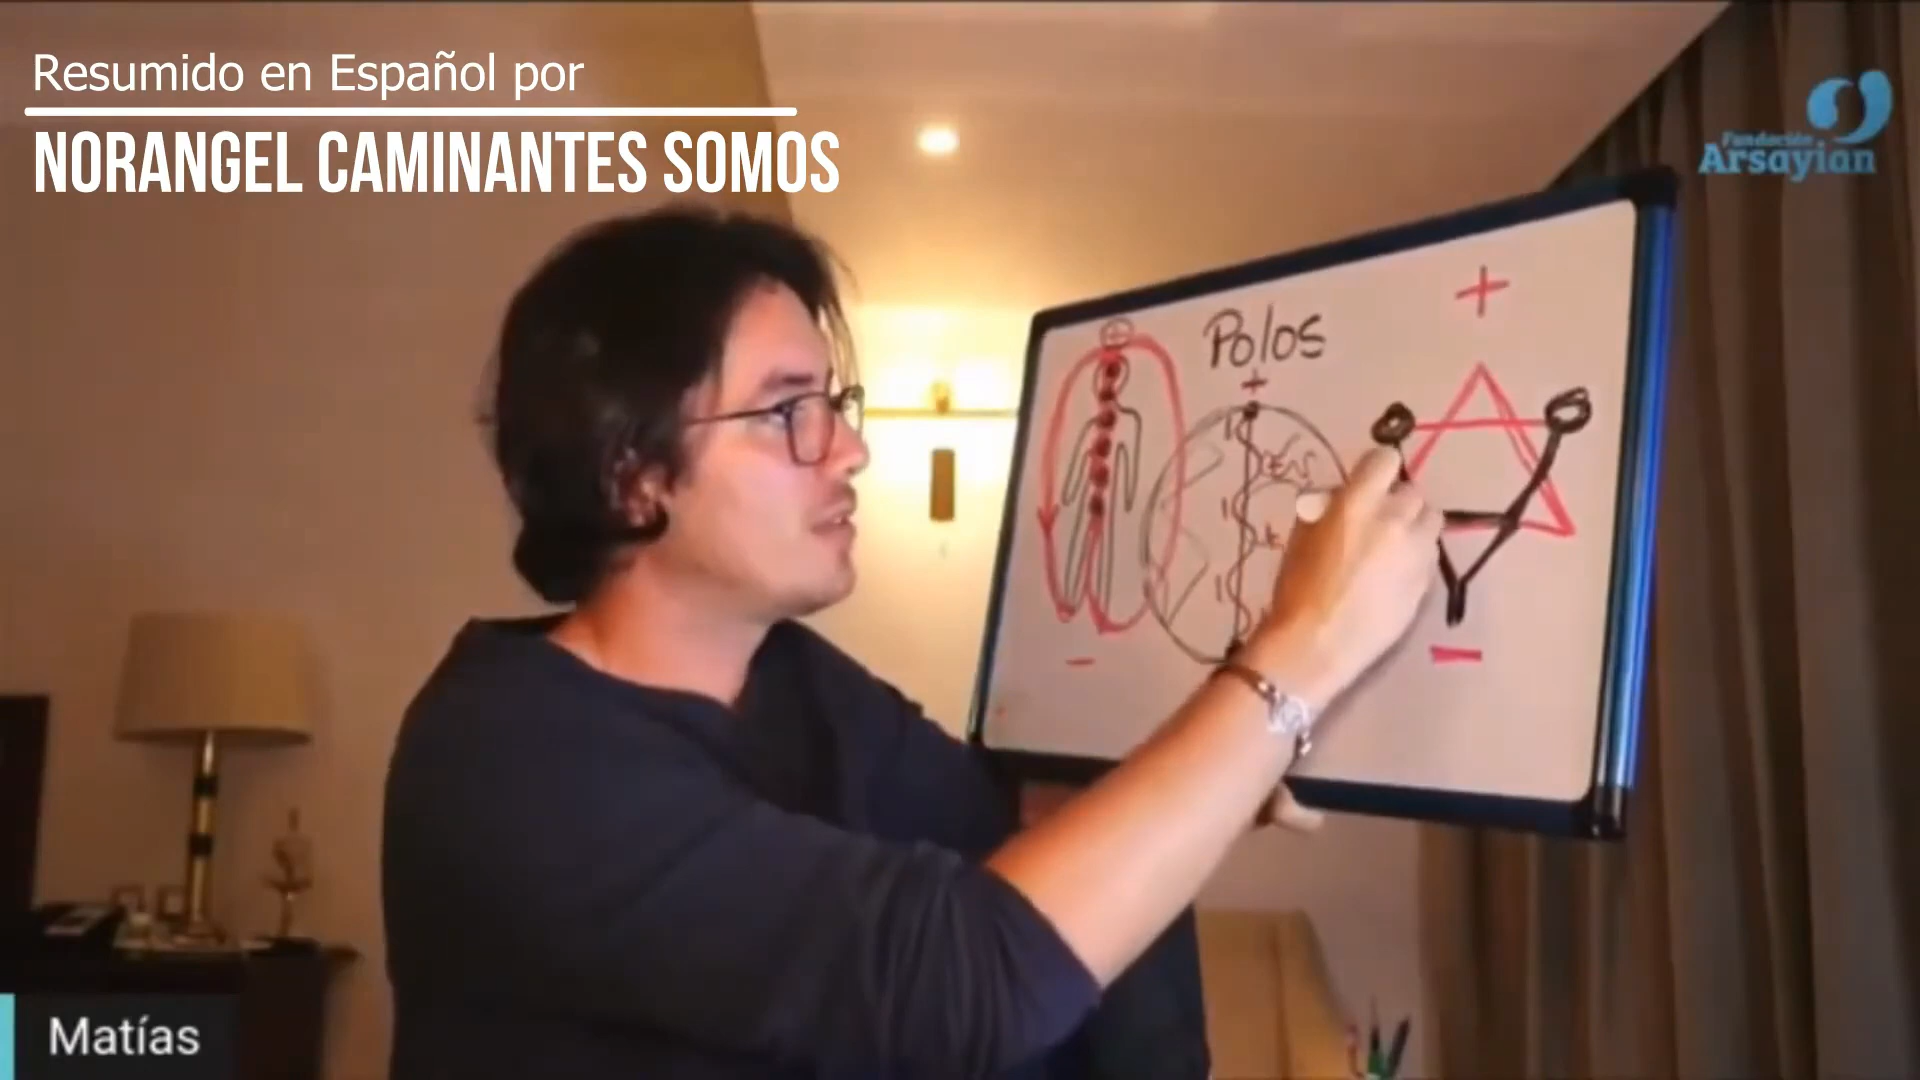 Resumido en Español por
NORANGEL CAMINANTES SOMOS
Fundación
Arsayian
Polos
+
+
-
-
Matías